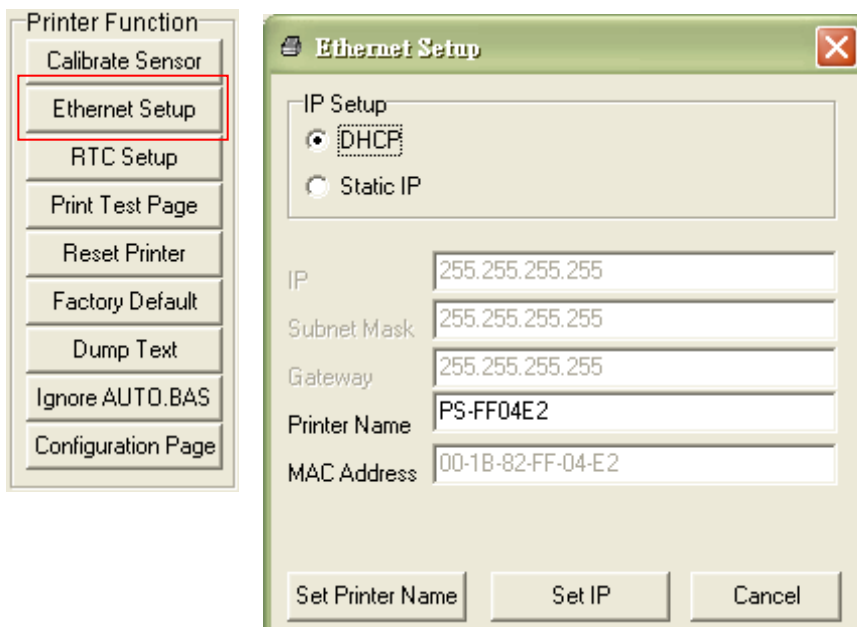 Printer Function
Calibrate Sensor
Ethernet Setup
RTC Setup
Print Test Page
Reset Printer
Factory Default
Dump Text
Ignore AUTO.BAS
Configuration Page
Ethernet Setup
IP Setup
DHCP
Static IP
IP 255.255.255.255
Subnet Mask 255.255.255.255
Gateway 255.255.255.255
Printer Name PS-FF04E2
MAC Address 00-1B-82-FF-04-E2
Set Printer Name Set IP Cancel